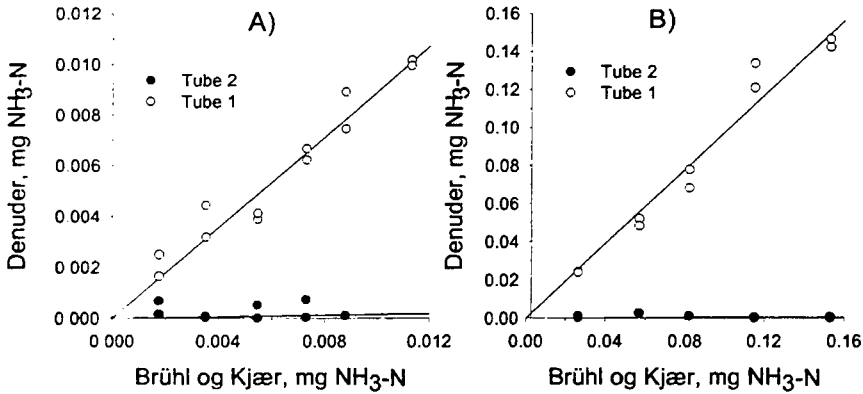 A)
0.012
0.010
0 008
0 006
0 004
0 002
0 000
Denuder, mg NH3-N
Tube 2
Tube 1
0 000
0.004
0.008
0.012
Brühl og Kjær, mg NH3-N
B)
0.16
0.14
0.12
0.10
0.08
0.06
0.04
0.02
0.00
Denuder, mg NH3-N
Tube 2
Tube 1
0.00
0.04
0.08
0.12
0.16
Brühl og Kjær, mg NH3-N